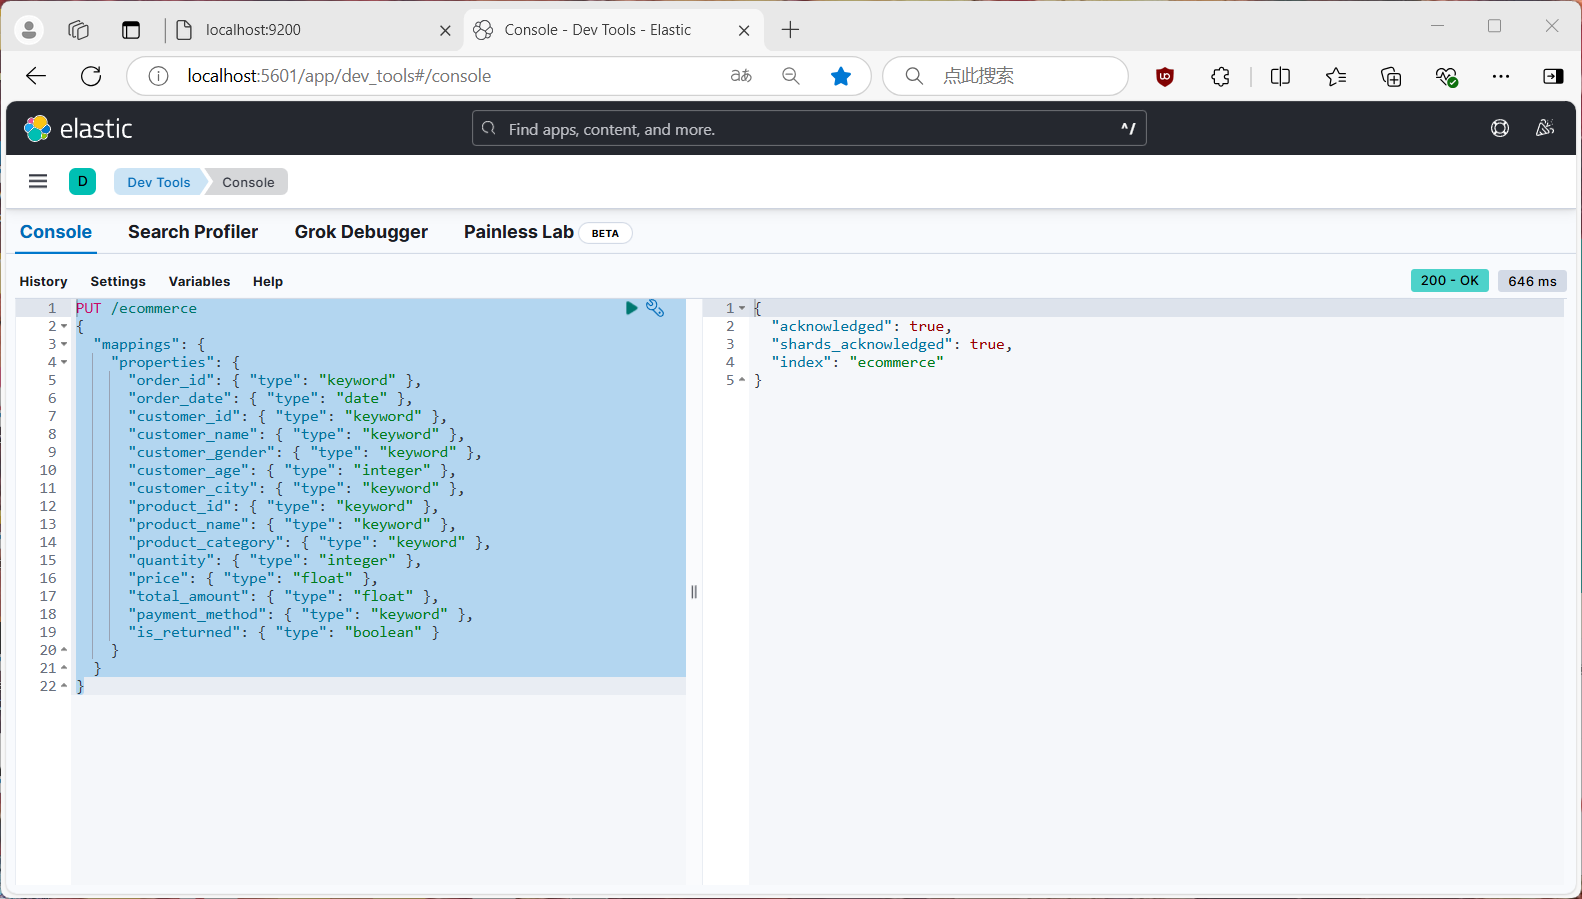 localhost:9200
Console - Dev Tools - Elastic
localhost:5601/app/dev_tools#/console
aあ
点此搜索
elastic
Find apps, content, and more.
^/
D
Dev Tools
Console
Console
Search Profiler
Grok Debugger
Painless Lab
BETA
History
Settings
Variables
Help
200 - OK
646 ms
1 PUT /ecommerce
2 {
3 "mappings": {
4 "properties": {
5 "order_id": { "type": "keyword" },
6 "order_date": { "type": "date" },
7 "customer_id": { "type": "keyword" },
8 "customer_name": { "type": "keyword" },
9 "customer_gender": { "type": "keyword" },
10 "customer_age": { "type": "integer" },
11 "customer_city": { "type": "keyword" },
12 "product_id": { "type": "keyword" },
13 "product_name": { "type": "keyword" },
14 "product_category": { "type": "keyword" },
15 "quantity": { "type": "integer" },
16 "price": { "type": "float" },
17 "total_amount": { "type": "float" },
18 "payment_method": { "type": "keyword" },
19 "is_returned": { "type": "boolean" }
20 }
21 }
22 }
1 {
2 "acknowledged": true,
3 "shards_acknowledged": true,
4 "index": "ecommerce"
5 }